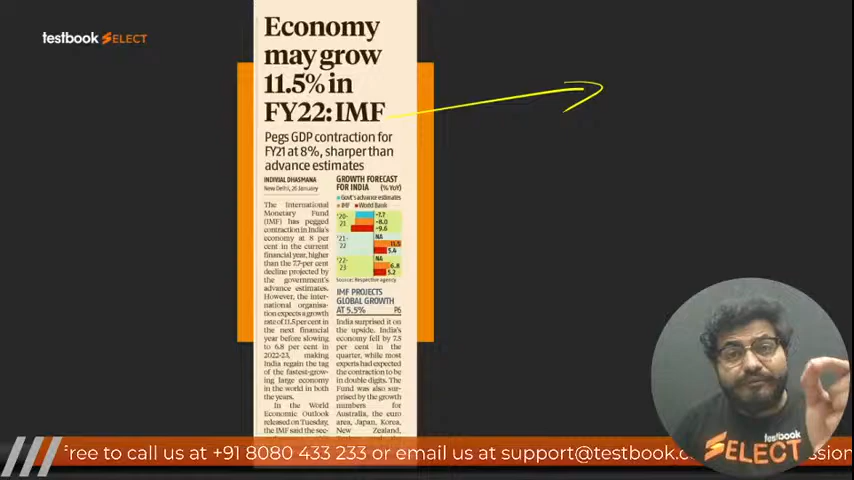 testbook SELECT
Economy
may grow
11.5% in
FY22: IMF
Pegs GDP contraction for
FY21 at 8%, sharper than
advance estimates
INDIVJAL DHASMANA
New Delhi, 26 January
The International
Monetary Fund
(IMF) has pegged
contraction in India's
economy at 8 per
cent in the current
financial year, higher
than the 7.7-per cent
decline projected by
the government's
advance estimates.
However, the inter-
national organisa-
tion expects a growth
rate of 11.5 per cent in
the next financial
year before slowing
to 6.8 per cent in
2022-23, making
India regain the tag
of the fastest-grow-
ing large economy
in the world in both
the years.
In the World
Economic Outlook
released on Tuesday,
the IMF said the sec-
GROWTH FORECAST
FOR INDIA (% YoY)
Govt's advance estimates
IMF World Bank
'20-
21
-7.7
-8.0
-9.6
'21-
22
NA
11.5
5.4
'22-
23
NA
6.8
5.2
Source: Respective agency
IMF PROJECTS
GLOBAL GROWTH
AT 5.5% P6
India surprised it on
the upside. India's
economy fell by 7.5
per cent in the
quarter, while most
experts had expected
the contraction to be
in double digits. The
Fund was also sur-
prised by the growth
numbers for
Australia, the euro
area, Japan, Korea,
New Zealand,
free to call us at +91 8080 433 233 or email us at support@testbook.c
ssion
testbook
SELECT